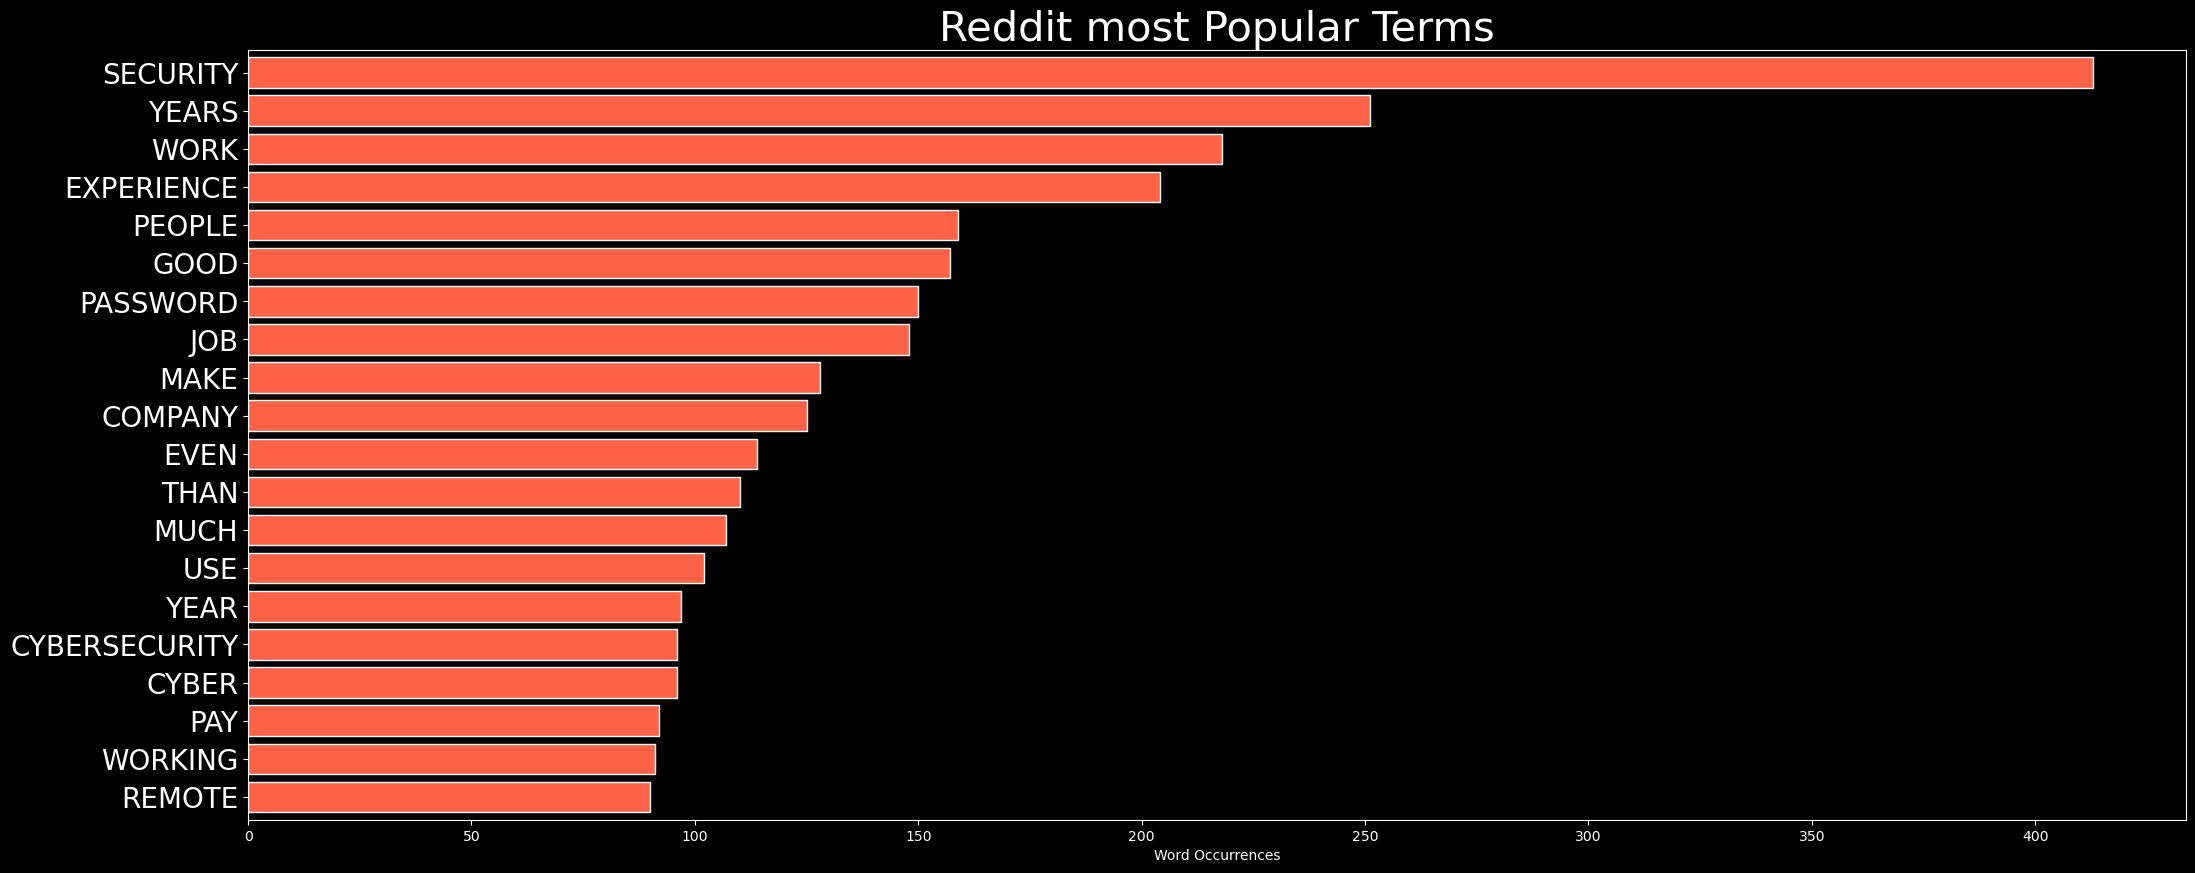 Reddit most Popular Terms
SECURITY
YEARS
WORK
EXPERIENCE
PEOPLE
GOOD
PASSWORD
JOB
MAKE
COMPANY
EVEN
THAN
MUCH
USE
YEAR
CYBERSECURITY
CYBER
PAY
WORKING
REMOTE
0 50 100 150 200 250 300 350 400
Word Occurrences